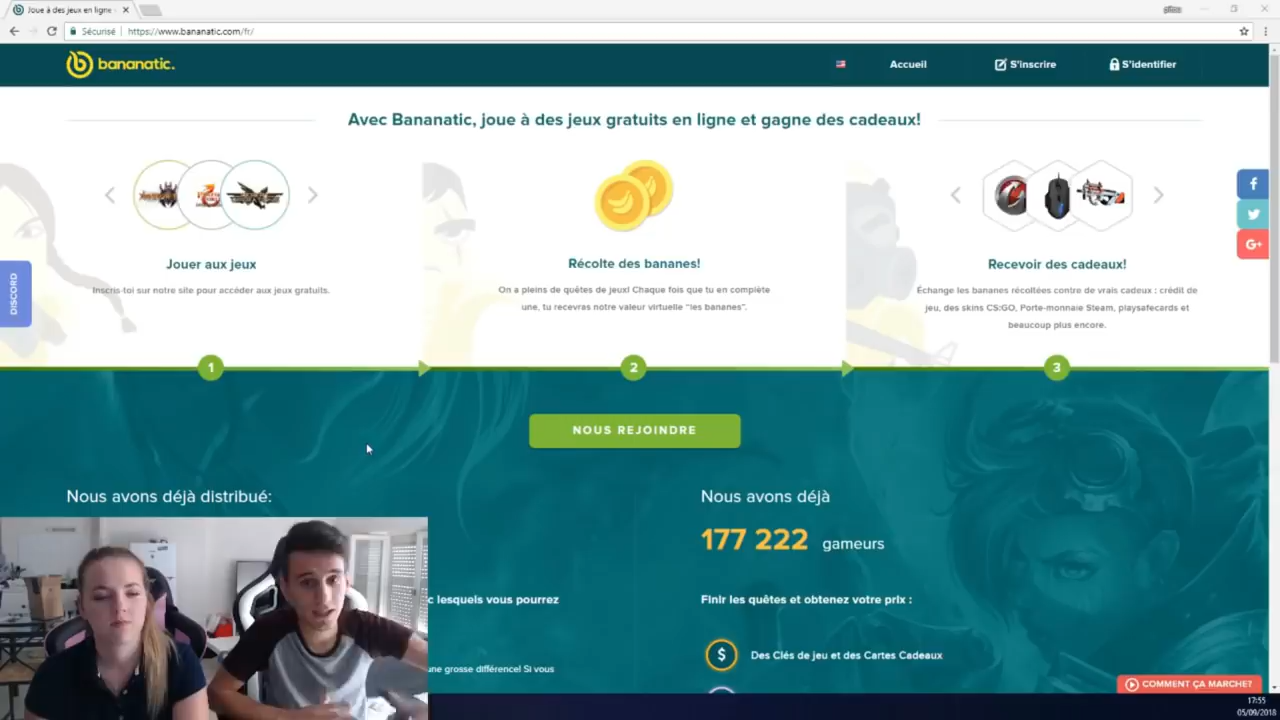 Joue à des jeux en ligne
Sécurisé
https://www.bananatic.com/fr/
bananatic.
Accueil
S'inscrire
S'identifier
Avec Bananatic, joue à des jeux gratuits en ligne et gagne des cadeaux!
Jouer aux jeux
Inscris-toi sur notre site pour accéder aux jeux gratuits.
Récolte des bananes!
On a pleins de quêtes de jeux! Chaque fois que tu en complète
une, tu recevras notre valeur virtuelle "les bananes".
Recevoir des cadeaux!
Échange les bananes récoltées contre de vrais cadeux : crédit de
jeu, des skins CS:GO, Porte-monnaie Steam, playsafecards et
beaucoup plus encore.
DISCORD
f
G+
1
2
3
NOUS REJOINDRE
Nous avons déjà distribué:
Nous avons déjà
177 222 gameurs
c lesquels vous pourrez
Finir les quêtes et obtenez votre prix :
une grosse différence! Si vous
$
Des Clés de jeu et des Cartes Cadeaux
COMMENT ÇA MARCHE?
17:55
05/09/2018